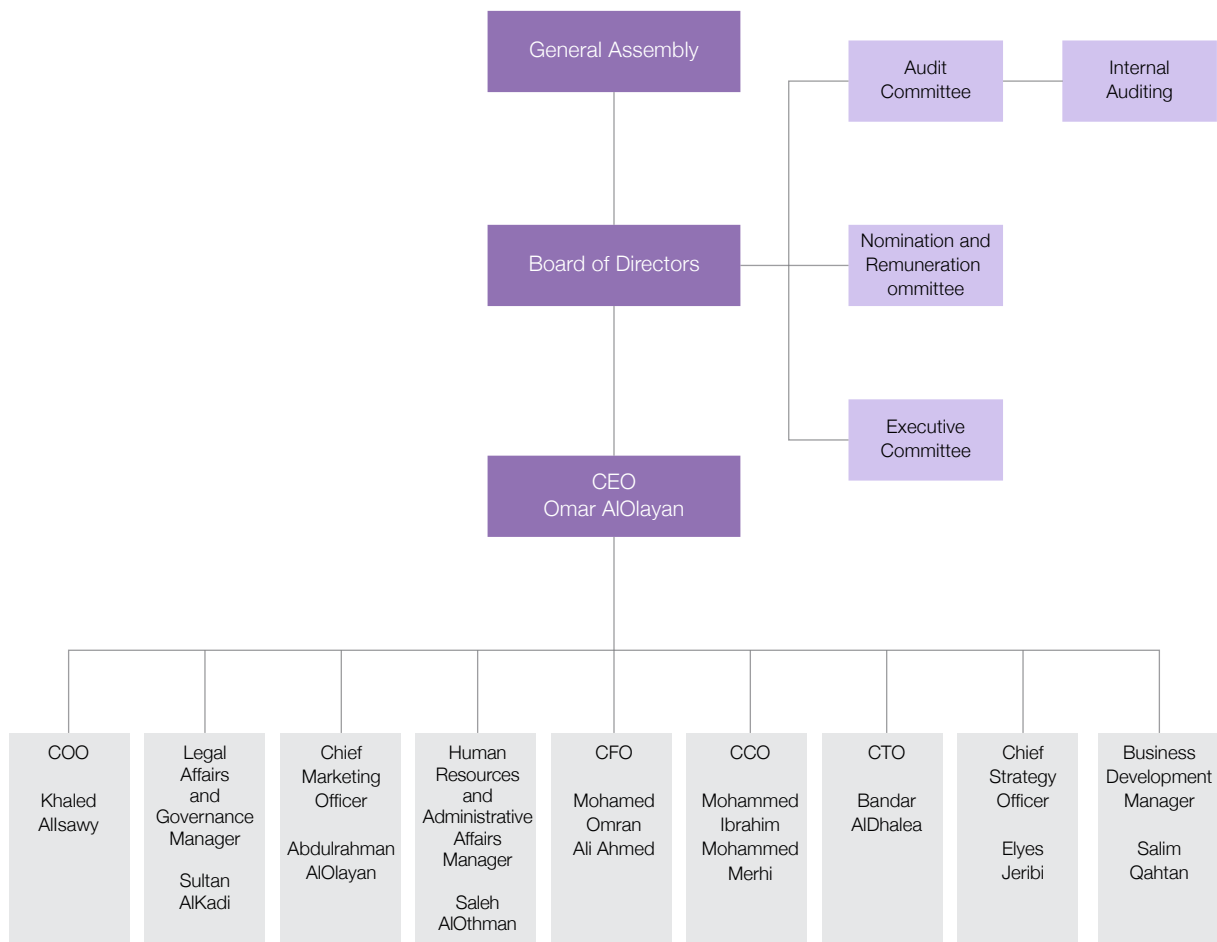 General Assembly
Audit
Committee
Internal
Auditing
Board of Directors
Nomination and
Remuneration
ommittee
Executive
Committee
CEO
Omar AlOlayan
COO
Khaled
AlIsawy
Legal
Affairs
and
Governance
Manager
Sultan
AlKadi
Chief
Marketing
Officer
Abdulrahman
AlOlayan
Human
Resources
and
Administrative
Affairs
Manager
Saleh
AlOthman
CFO
Mohamed
Omran
Ali Ahmed
CCO
Mohammed
Ibrahim
Mohammed
Merhi
CTO
Bandar
AlDhalea
Chief
Strategy
Officer
Elyes
Jeribi
Business
Development
Manager
Salim
Qahtan